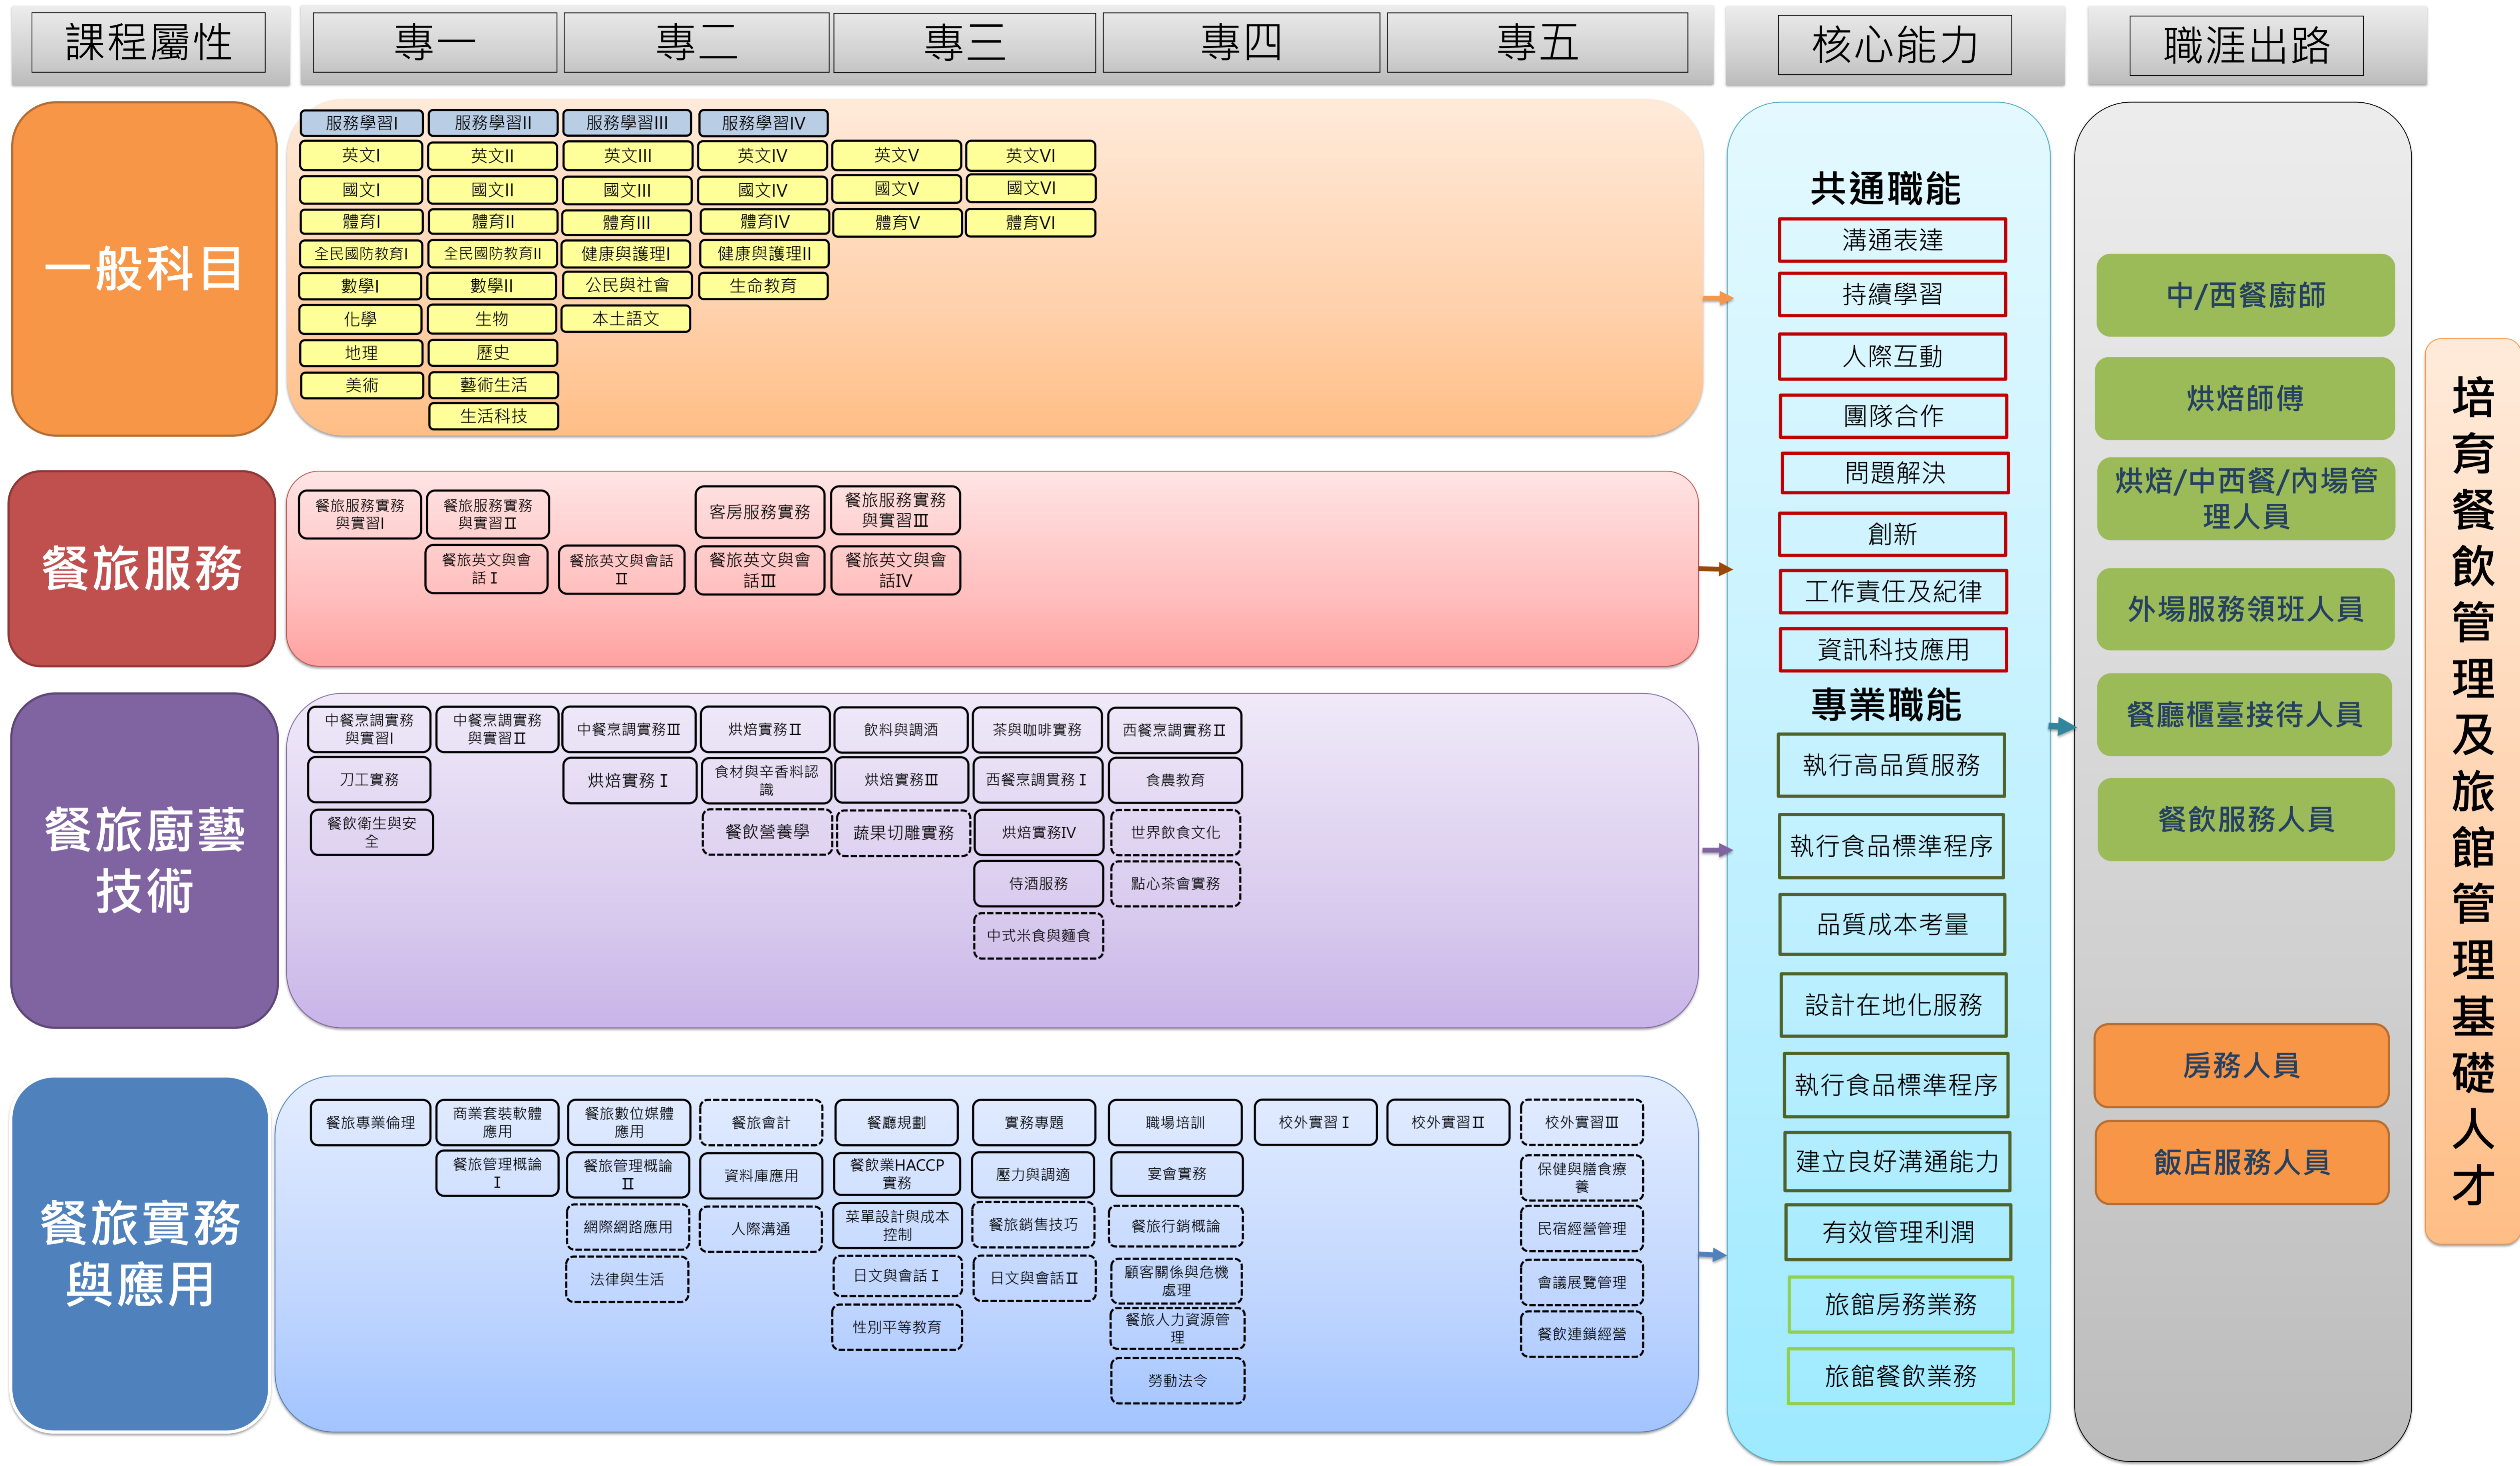 課程屬性
專一
專二
專三
專四
專五
核心能力
職涯出路
一般科目
服務學習I
服務學習II
服務學習III
服務學習IV
英文I
英文II
英文III
英文IV
英文V
英文VI
國文I
國文II
國文III
國文IV
國文V
國文VI
體育I
體育II
體育III
體育IV
體育V
體育VI
全民國防教育I
全民國防教育II
健康與護理I
健康與護理II
數學I
數學II
公民與社會
生命教育
化學
生物
本土語文
地理
歷史
美術
藝術生活
生活科技
餐旅服務
餐旅服務實務
與實習I
餐旅服務實務
與實習Ⅱ
客房服務實務
餐旅服務實務
與實習Ⅲ
餐旅英文與會
話Ⅰ
餐旅英文與會話
Ⅱ
餐旅英文與會
話Ⅲ
餐旅英文與會
話IV
餐旅廚藝
技術
中餐烹調實務
與實習I
中餐烹調實務
與實習Ⅱ
中餐烹調實務Ⅲ
烘焙實務Ⅱ
飲料與調酒
茶與咖啡實務
西餐烹調實務Ⅱ
刀工實務
烘焙實務Ⅰ
食材與辛香料認
識
烘焙實務Ⅲ
西餐烹調實務Ⅰ
食農教育
餐飲衛生與安
全
餐飲營養學
蔬果切雕實務
烘焙實務IV
世界飲食文化
侍酒服務
點心茶會實務
中式米食與麵食
餐旅實務
與應用
餐旅專業倫理
商業套裝軟體
應用
餐旅數位媒體
應用
餐旅會計
餐廳規劃
實務專題
職場培訓
校外實習Ⅰ
校外實習Ⅱ
校外實習Ⅲ
餐旅管理概論
Ⅰ
餐旅管理概論
Ⅱ
資料庫應用
餐飲業HACCP
實務
壓力與調適
宴會實務
保健與膳食療
養
網際網路應用
人際溝通
菜單設計與成本
控制
餐旅銷售技巧
餐旅行銷概論
民宿經營管理
法律與生活
日文與會話Ⅰ
日文與會話Ⅱ
顧客關係與危機
處理
會議展覽管理
性別平等教育
餐旅人力資源管
理
餐飲連鎖經營
勞動法令
共通職能
溝通表達
持續學習
人際互動
團隊合作
問題解決
創新
工作責任及紀律
資訊科技應用
專業職能
執行高品質服務
執行食品標準程序
品質成本考量
設計在地化服務
執行食品標準程序
建立良好溝通能力
有效管理利潤
旅館房務業務
旅館餐飲業務
中/西餐廚師
烘焙師傅
烘焙/中西餐/內場管
理人員
外場服務領班人員
餐廳櫃臺接待人員
餐飲服務人員
房務人員
飯店服務人員
培育餐飲管理及旅館管理基礎人才